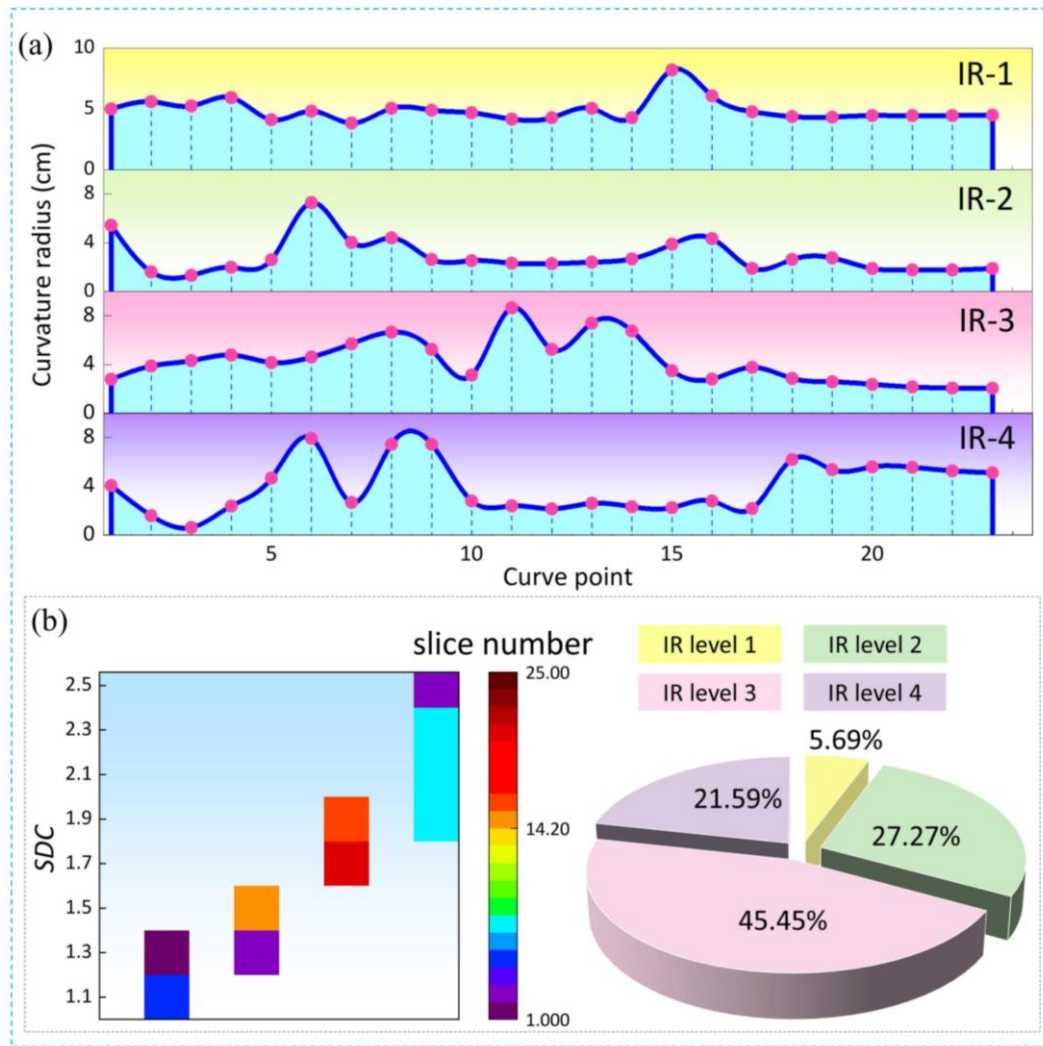 (a)
Curvature radius (cm)
10
5
0
IR-1
8
4
0
IR-2
8
4
0
IR-3
8
4
0
IR-4
5 10 15 20
Curve point
(b)
SDC
2.5
2.3
2.1
1.9
1.7
1.5
1.3
1.1
slice number
25.00
14.20
1.000
IR level 1 IR level 2
IR level 3 IR level 4
5.69%
21.59%
27.27%
45.45%